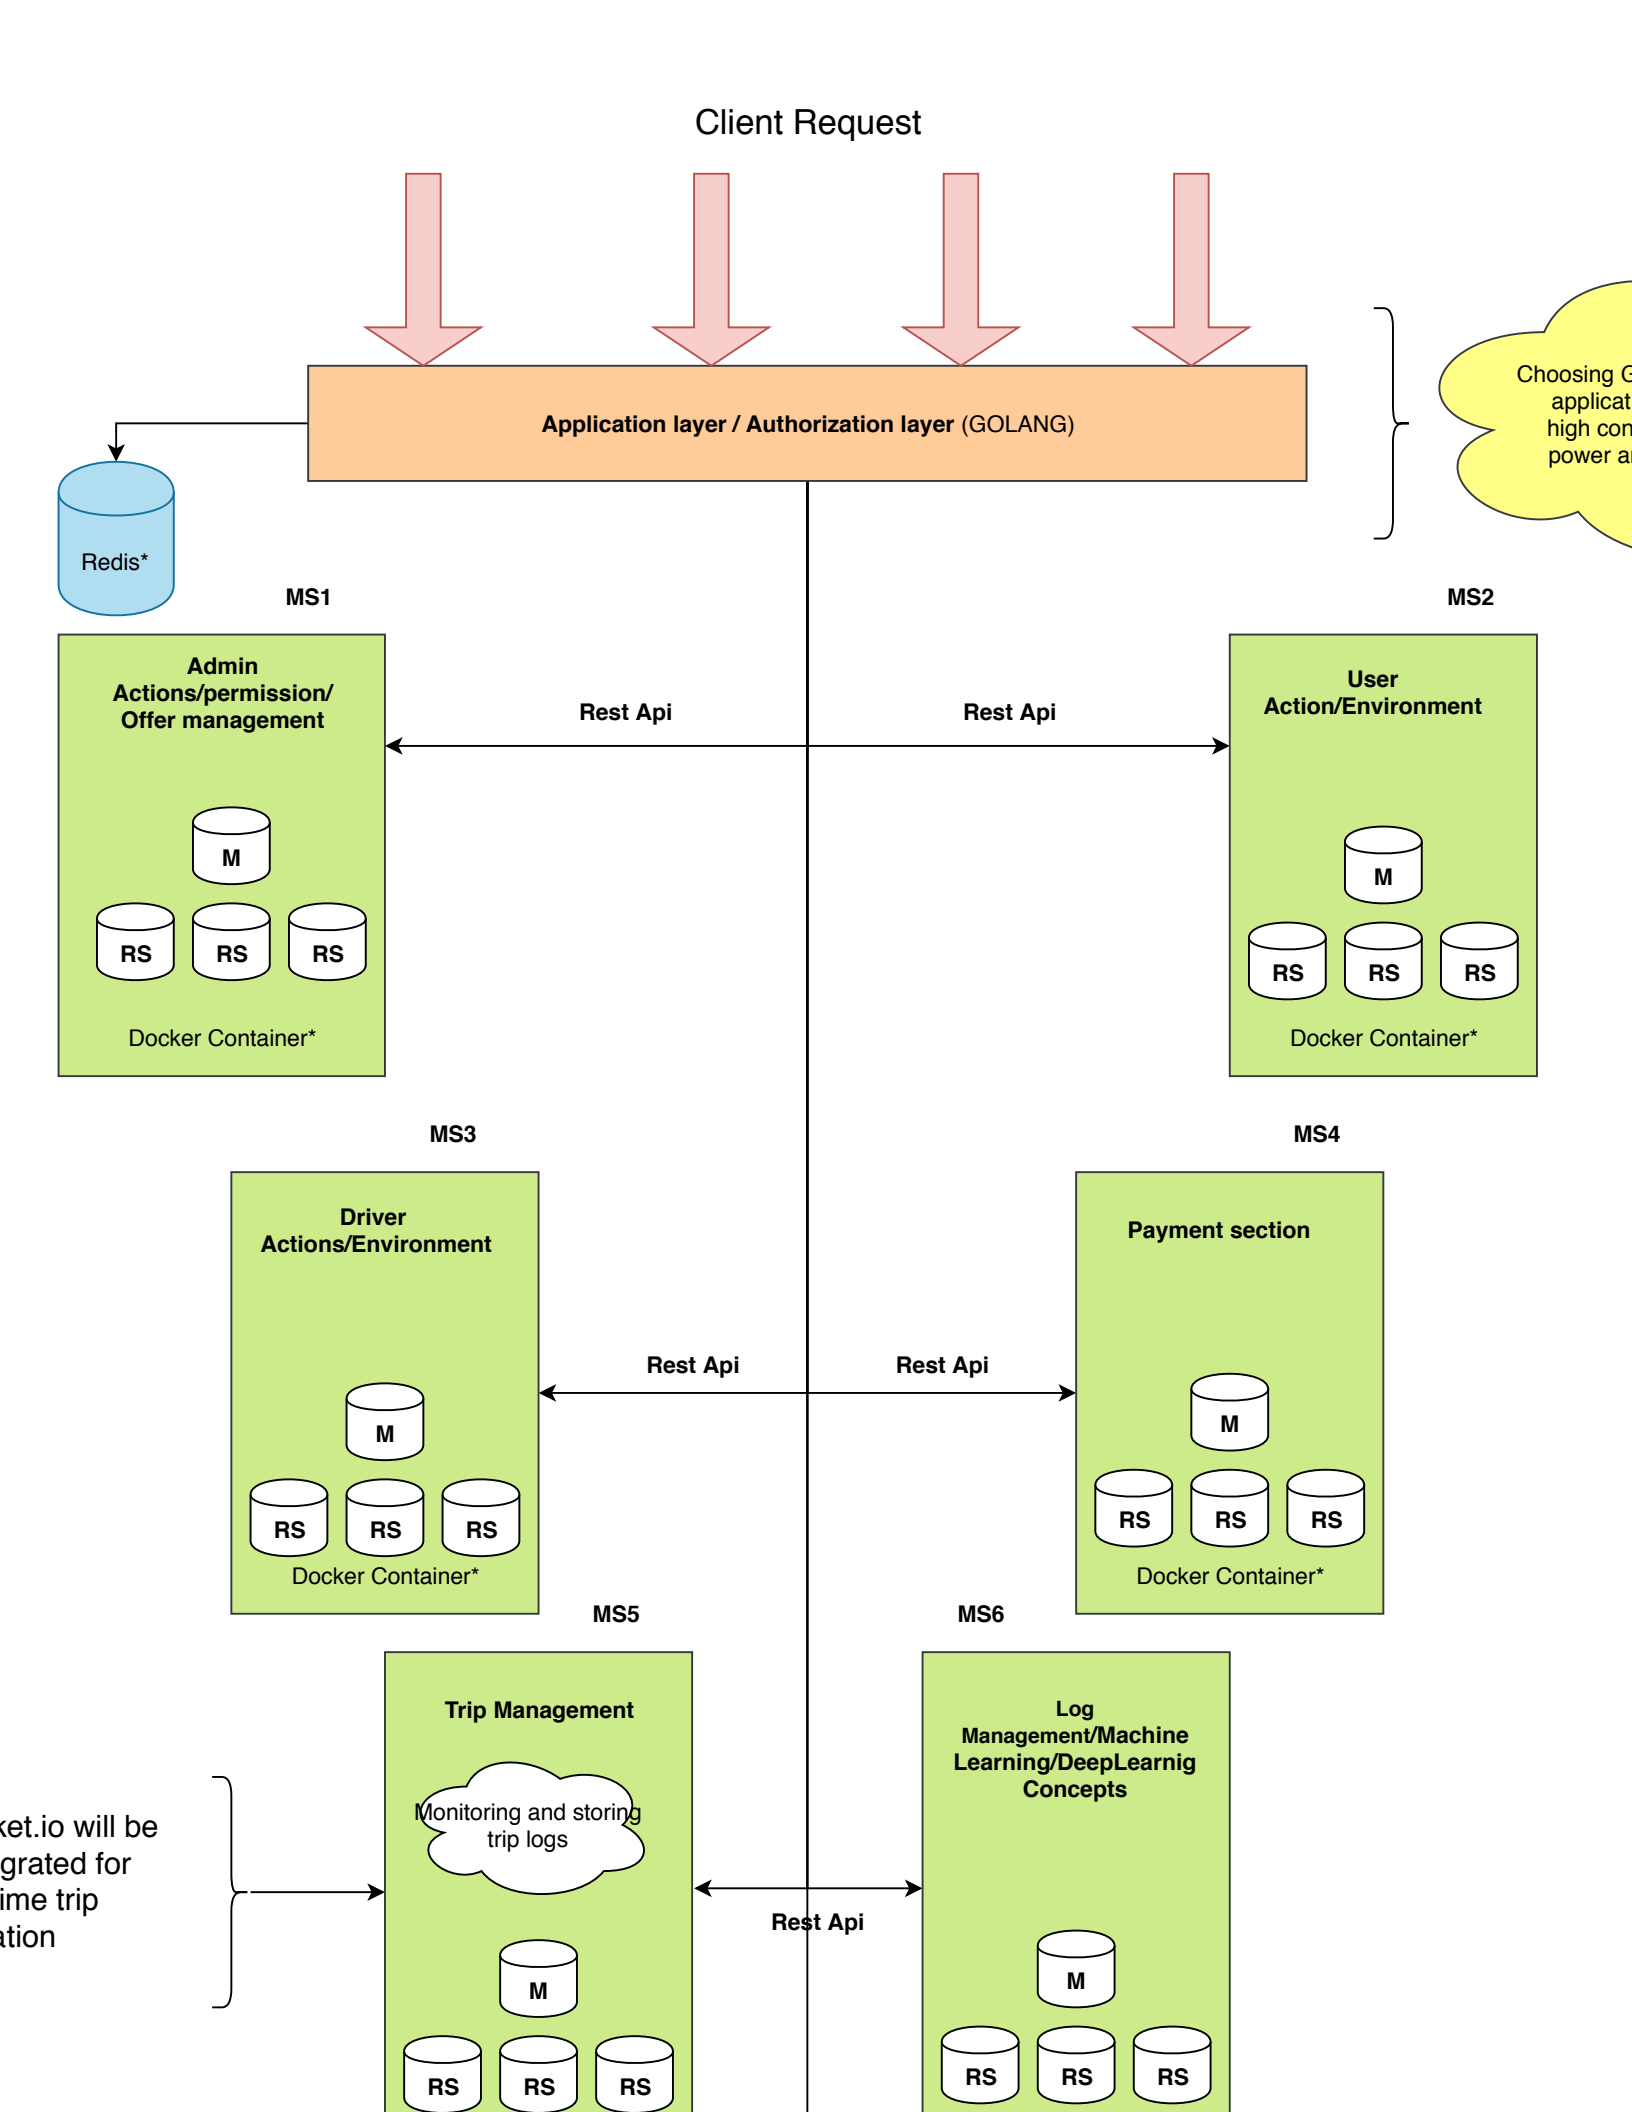 Client Request
Choosing
applicat
high con
power
Application layer / Authorization layer (GOLANG)
Redis*
MS1
MS2
Admin
Actions/permission/
Offer management
User
Action/Environment
Rest Api
Rest Api
M
M
RS RS RS
RS RS RS
Docker Container*
Docker Container*
MS3
MS4
Driver
Actions/Environment
Payment section
Rest Api
Rest Api
M
M
RS RS RS
RS RS RS
Docker Container*
Docker Container*
MS5
MS6
Trip Management
Log
Management/Machine
Learning/DeepLearnig
Concepts
Monitoring and storing
trip logs
ket.io will be
grated for
ime trip
ation
Rest Api
M
M
RS RS RS
RS RS RS